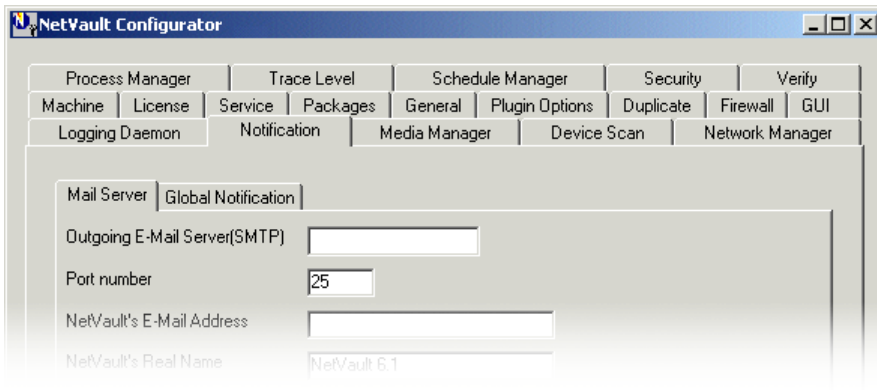 NetVault Configurator
Process Manager Trace Level Schedule Manager Security Verify
Machine License Service Packages General Plugin Options Duplicate Firewall GUI
Logging Daemon Notification Media Manager Device Scan Network Manager
Mail Server Global Notification
Outgoing E-Mail Server(SMTP)
Port number 25
NetVault's E-Mail Address
NetVault's Real Name NetVault 6.1